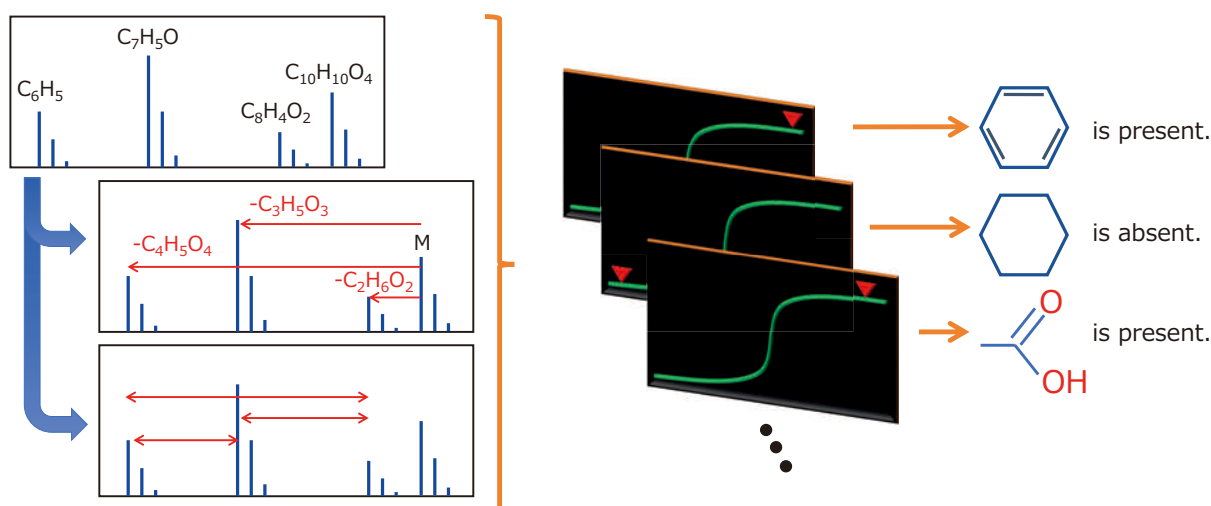 C₆H₅
C₇H₅O
C₈H₄O₂
C₁₀H₁₀O₄
-C₃H₅O₃
-C₄H₅O₄
M
-C₂H₆O₂
is present.
is absent.
O
OH
is present.